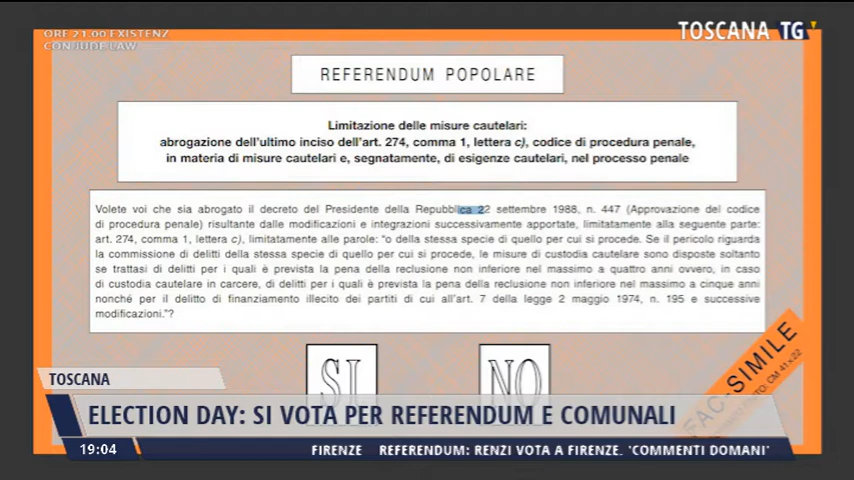 ORE 21.00 EXISTENZ
CON JUDE LAW
TOSCANA TG
REFERENDUM POPOLARE
Limitazione delle misure cautelari:
abrogazione dell'ultimo inciso dell'art. 274, comma 1, lettera c), codice di procedura penale,
in materia di misure cautelari e, segnatamente, di esigenze cautelari, nel processo penale
Volete voi che sia abrogato il decreto del Presidente della Repubblica 22 settembre 1988, n. 447 (Approvazione del codice
di procedura penale) risultante dalle modificazioni e integrazioni successivamente apportate, limitatamente alla seguente parte:
art. 274, comma 1, lettera c), limitatamente alle parole: "o della stessa specie di quello per cui si procede. Se il pericolo riguarda
la commissione di delitti della stessa specie di quello per cui si procede, le misure di custodia cautelare sono disposte soltanto
se trattasi di delitti per i quali è prevista la pena della reclusione non inferiore nel massimo a quattro anni ovvero, in caso
di custodia cautelare in carcere, di delitti per i quali è prevista la pena della reclusione non inferiore nel massimo a cinque anni
nonché per il delitto di finanziamento illecito dei partiti di cui all'art. 7 della legge 2 maggio 1974, n. 195 e successive
modificazioni."?
SI NO
FAC-SIMILE
CM 41x22
TOSCANA
ELECTION DAY: SI VOTA PER REFERENDUM E COMUNALI
19:04 FIRENZE REFERENDUM: RENZI VOTA A FIRENZE. 'COMMENTI DOMANI'